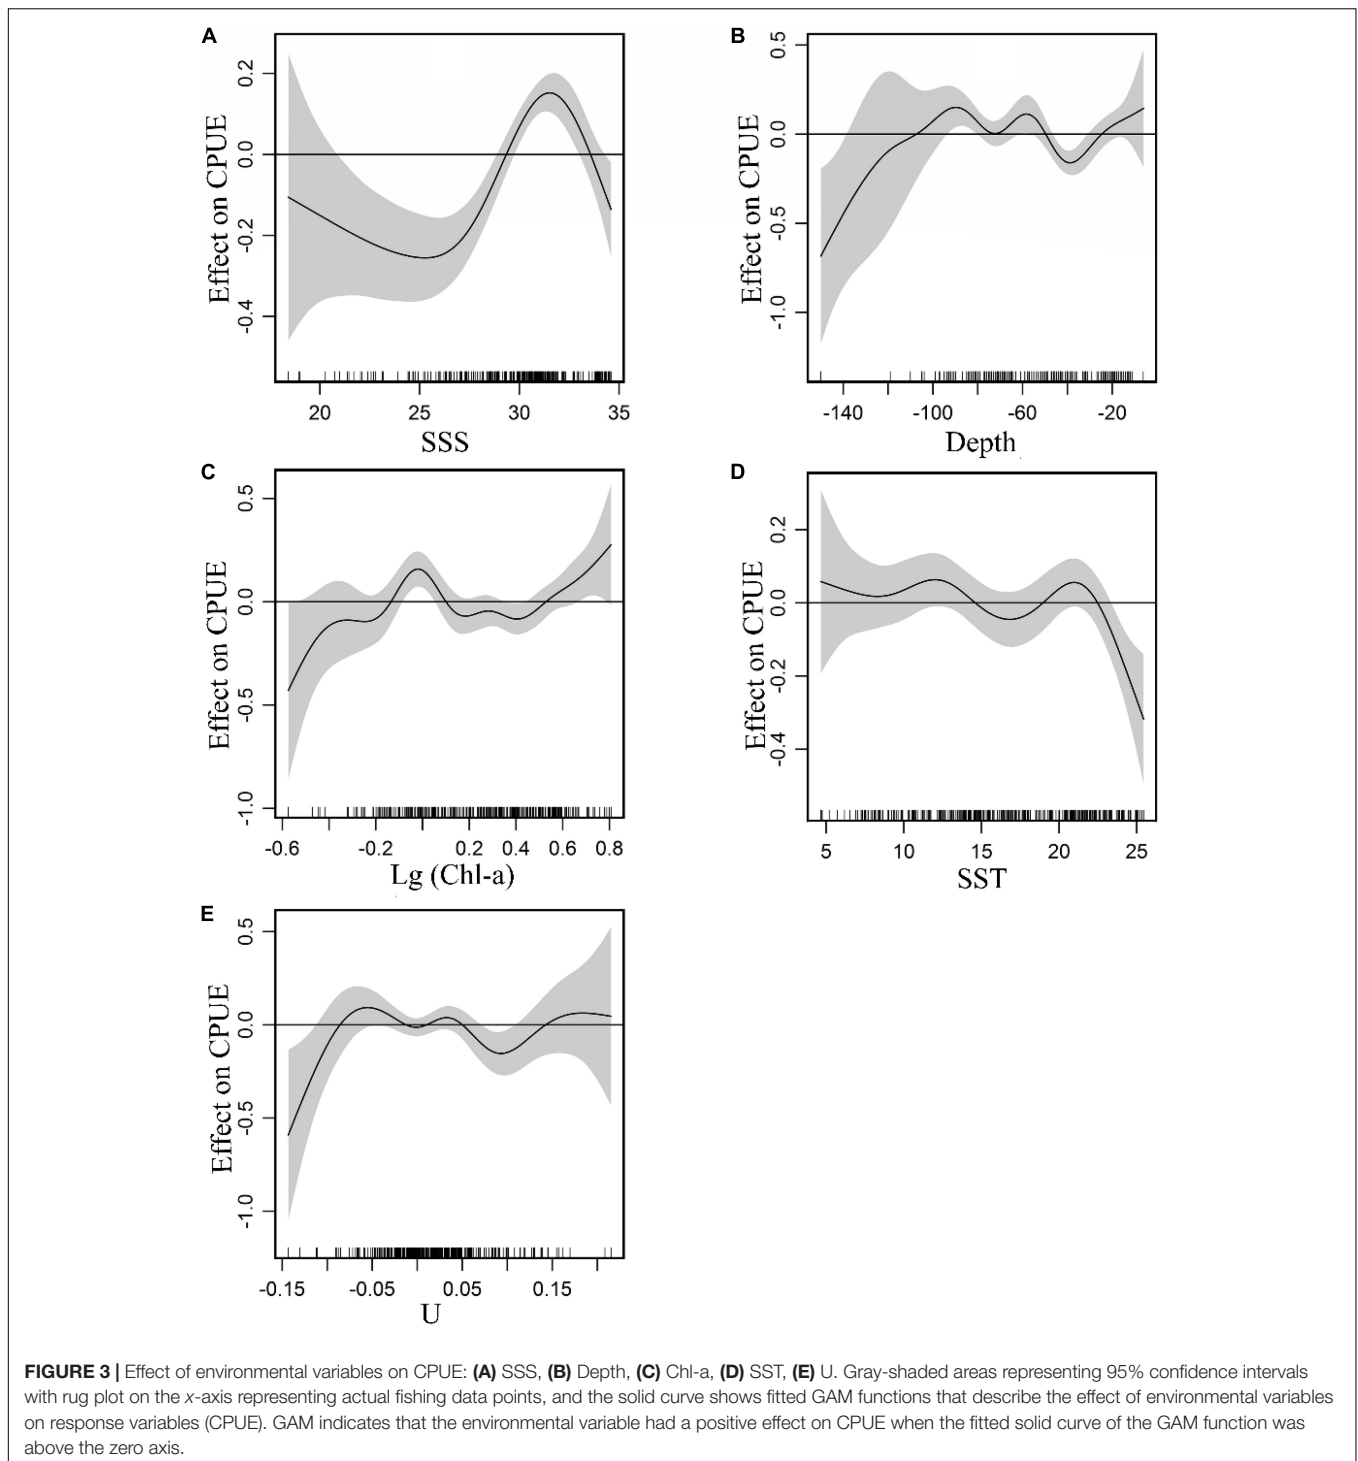 A
Effect on CPUE
0.2
0.0
-0.2
-0.4
20 25 30 35
SSS
B
Effect on CPUE
0.5
0.0
-0.5
-1.0
-140 -100 -60 -20
Depth
C
Effect on CPUE
0.5
0.0
-0.5
-1.0
-0.6 -0.2 0.2 0.4 0.6 0.8
Lg (Chl-a)
D
Effect on CPUE
0.2
0.0
-0.2
-0.4
5 10 15 20 25
SST
E
Effect on CPUE
0.5
0.0
-0.5
-1.0
-0.15 -0.05 0.05 0.15
U
FIGURE 3 | Effect of environmental variables on CPUE: (A) SSS, (B) Depth, (C) Chl-a, (D) SST, (E) U. Gray-shaded areas representing 95% confidence intervals
with rug plot on the x-axis representing actual fishing data points, and the solid curve shows fitted GAM functions that describe the effect of environmental variables
on response variables (CPUE). GAM indicates that the environmental variable had a positive effect on CPUE when the fitted solid curve of the GAM function was
above the zero axis.